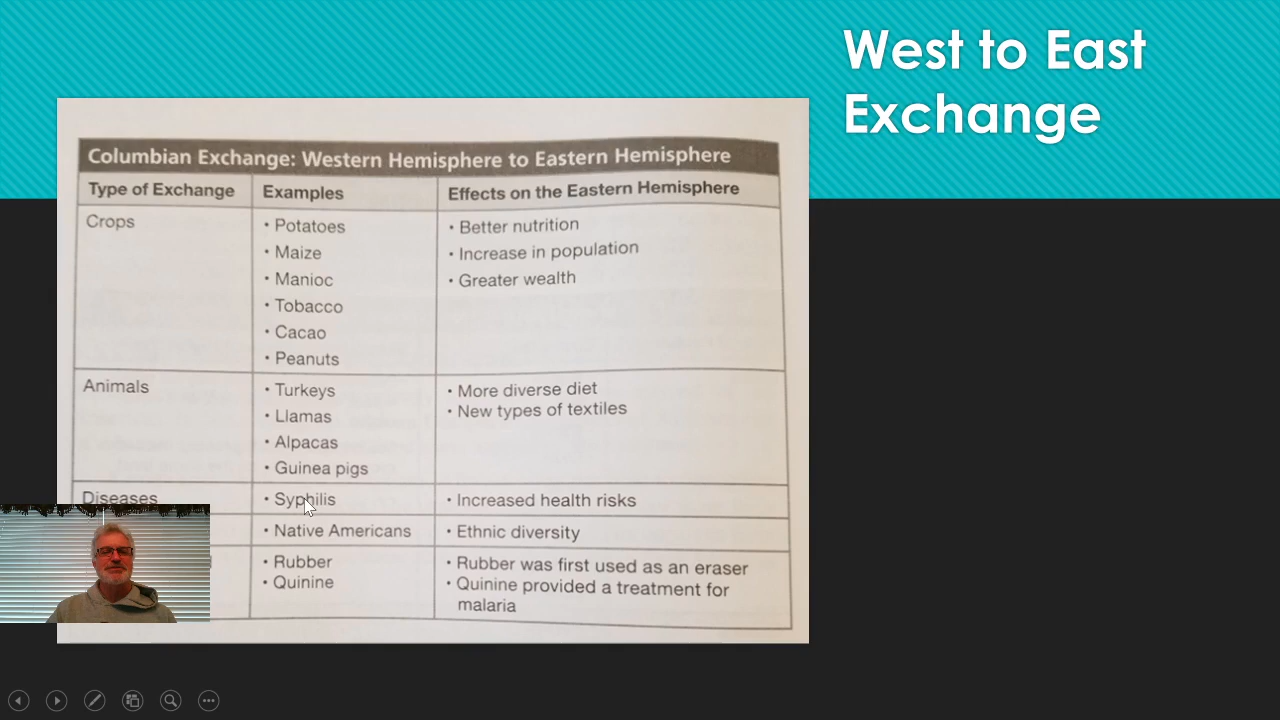 West to East
Exchange
Columbian Exchange: Western Hemisphere to Eastern Hemisphere
Type of Exchange Examples Effects on the Eastern Hemisphere
Crops • Potatoes • Better nutrition
• Maize • Increase in population
• Manioc • Greater wealth
• Tobacco
• Cacao
• Peanuts
Animals • Turkeys • More diverse diet
• Llamas • New types of textiles
• Alpacas
• Guinea pigs
Diseases • Syphilis • Increased health risks
• Native Americans • Ethnic diversity
• Rubber • Rubber was first used as an eraser
• Quinine • Quinine provided a treatment for
malaria